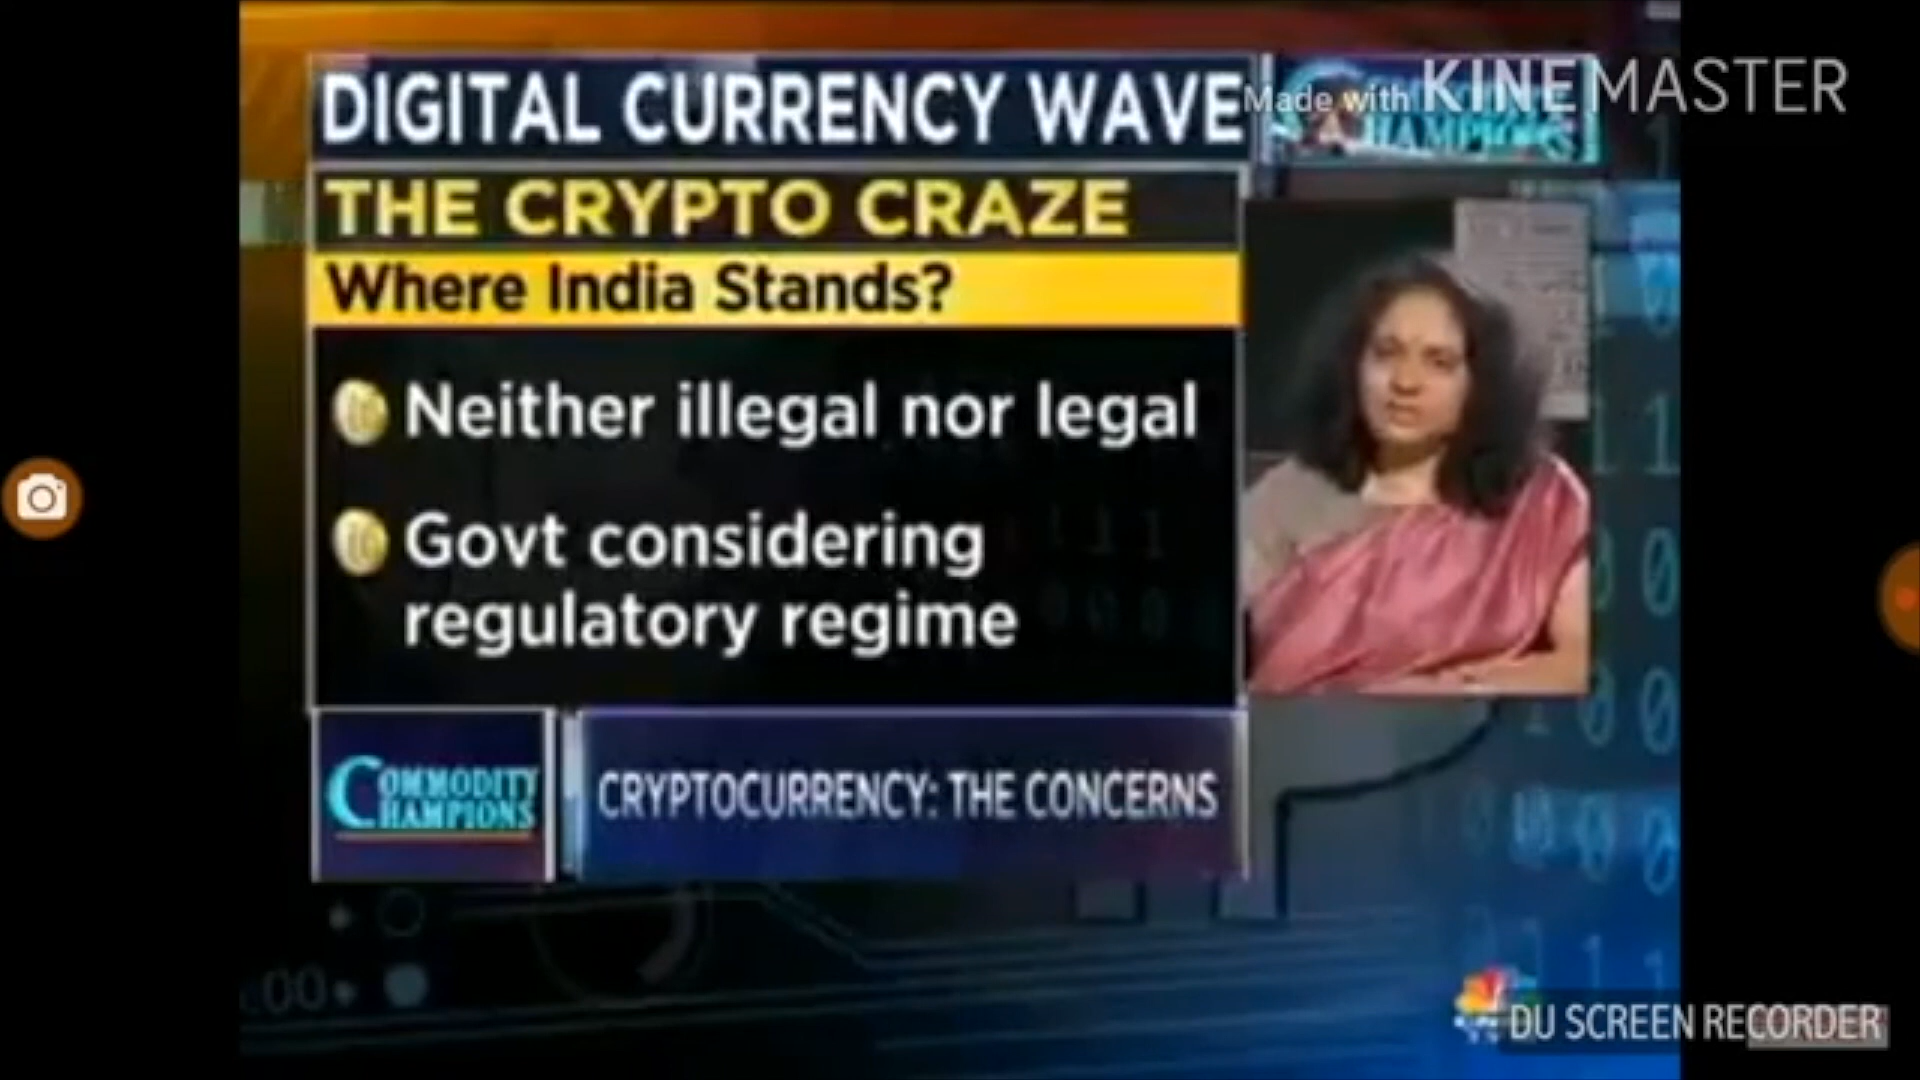 DIGITAL CURRENCY WAVE
Made with KINEMASTER
THE CRYPTO CRAZE
Where India Stands?
Neither illegal nor legal
Govt considering
regulatory regime
COMMODITY
CHAMPIONS
CRYPTOCURRENCY: THE CONCERNS
DU SCREEN RECORDER